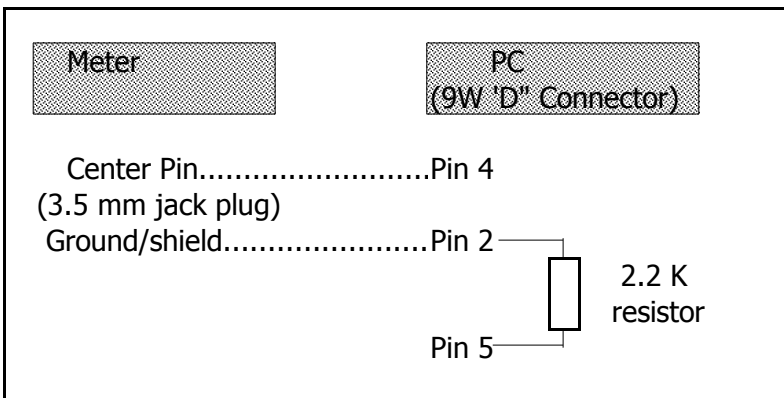 Meter
PC
(9W 'D" Connector)
Center Pin..........................Pin 4
(3.5 mm jack plug)
Ground/shield.......................Pin 2
2.2 K
resistor
Pin 5